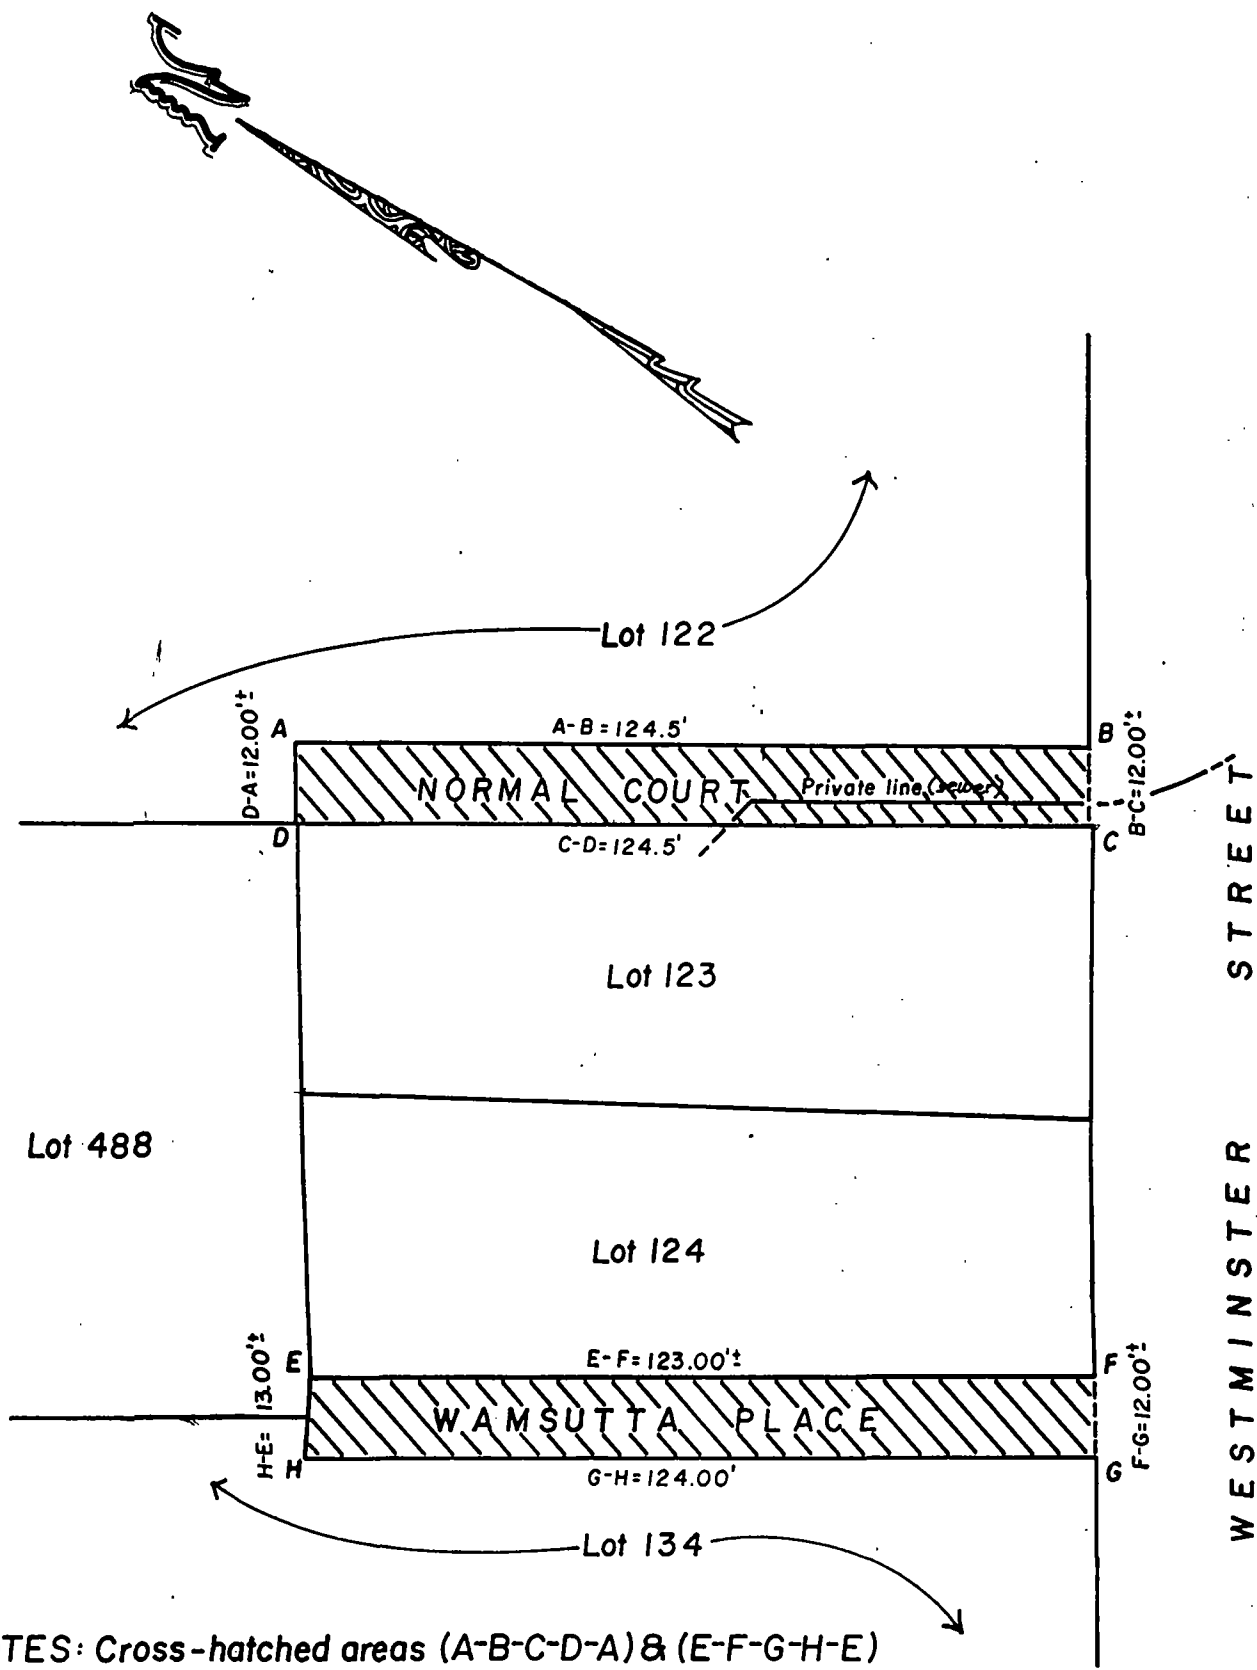 Lot 122
D-A=12.00'±
A
A-B=124.5'
B
B-C=12.00'±
NORMAL COURT
Private line (sewer)
D
C-D=124.5'
C
STREET
Lot 123
Lot 488
Lot 124
WESTMINSTER
H-E= 13.00'±
E
E-F=123.00'±
F
F-G=12.00'±
WAMSUTTA PLACE
H
G-H=124.00'
G
Lot 134
TES: Cross-hatched areas (A-B-C-D-A) & (E-F-G-H-E)